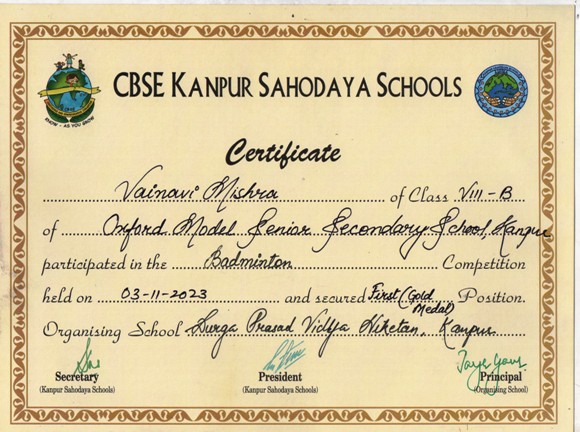 CBSE KANPUR SAHODAYA SCHOOLS
KNOW - AS YOU GROW
Certificate
Vainavi Mishra of Class VIII-B
of Oxford Model Senior Secondary School, Kanpur
participated in the Badminton Competition
held on 03-11-2023 and secured First (Gold Medal) Position.
Organising School Durga Prasad Vidya Niketan, Kanpur
Secretary President Principal
(Kanpur Sahodaya Schools) (Kanpur Sahodaya Schools) (Organising School)